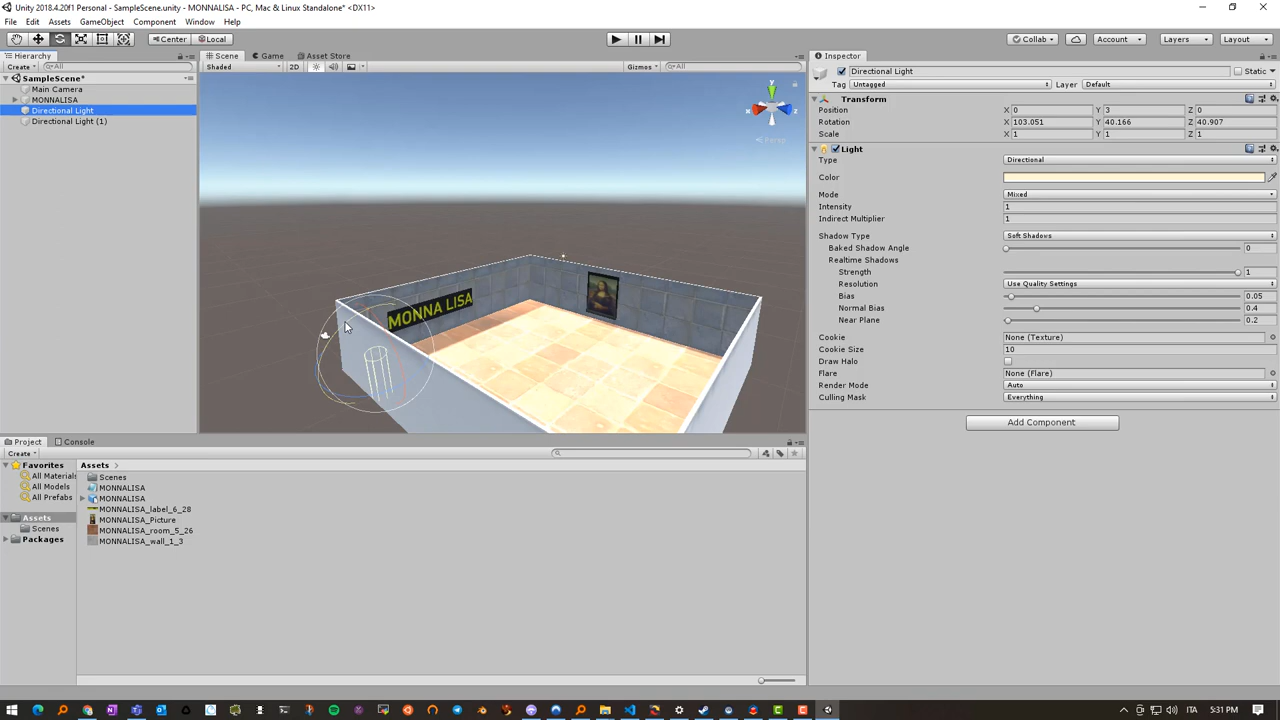 Unity 2018.4.20f1 Personal - SampleScene.unity - MONNALISA - PC, Mac & Linux Standalone* <DX11>
File Edit Assets GameObject Component Window Help
Center Local Collab Account Layers Layout
Hierarchy Scene Game Asset Store Inspector
Create All Shaded 2D Gizmos All
Directional Light Static
Tag Untagged Layer Default
SampleScene*
Main Camera
MONNALISA
Directional Light
Directional Light (1)
y
x z
Persp
MONNA LISA
Transform
Position X 0 Y 3 Z 0
Rotation X 103.051 Y 40.166 Z 40.907
Scale X 1 Y 1 Z 1
Light
Type Directional
Color
Mode Mixed
Intensity 1
Indirect Multiplier 1
Shadow Type Soft Shadows
Baked Shadow Angle 0
Realtime Shadows
Strength 1
Resolution Use Quality Settings
Bias 0.05
Normal Bias 0.4
Near Plane 0.2
Cookie None (Texture)
Cookie Size 10
Draw Halo
Flare None (Flare)
Render Mode Auto
Culling Mask Everything
Add Component
Project Console
Create
Favorites
All Materials
All Models
All Prefabs
Assets
Scenes
Packages
Assets
Scenes
MONNALISA
MONNALISA
MONNALISA_label_6_28
MONNALISA_Picture
MONNALISA_room_5_26
MONNALISA_wall_1_3
ITA 5:31 PM